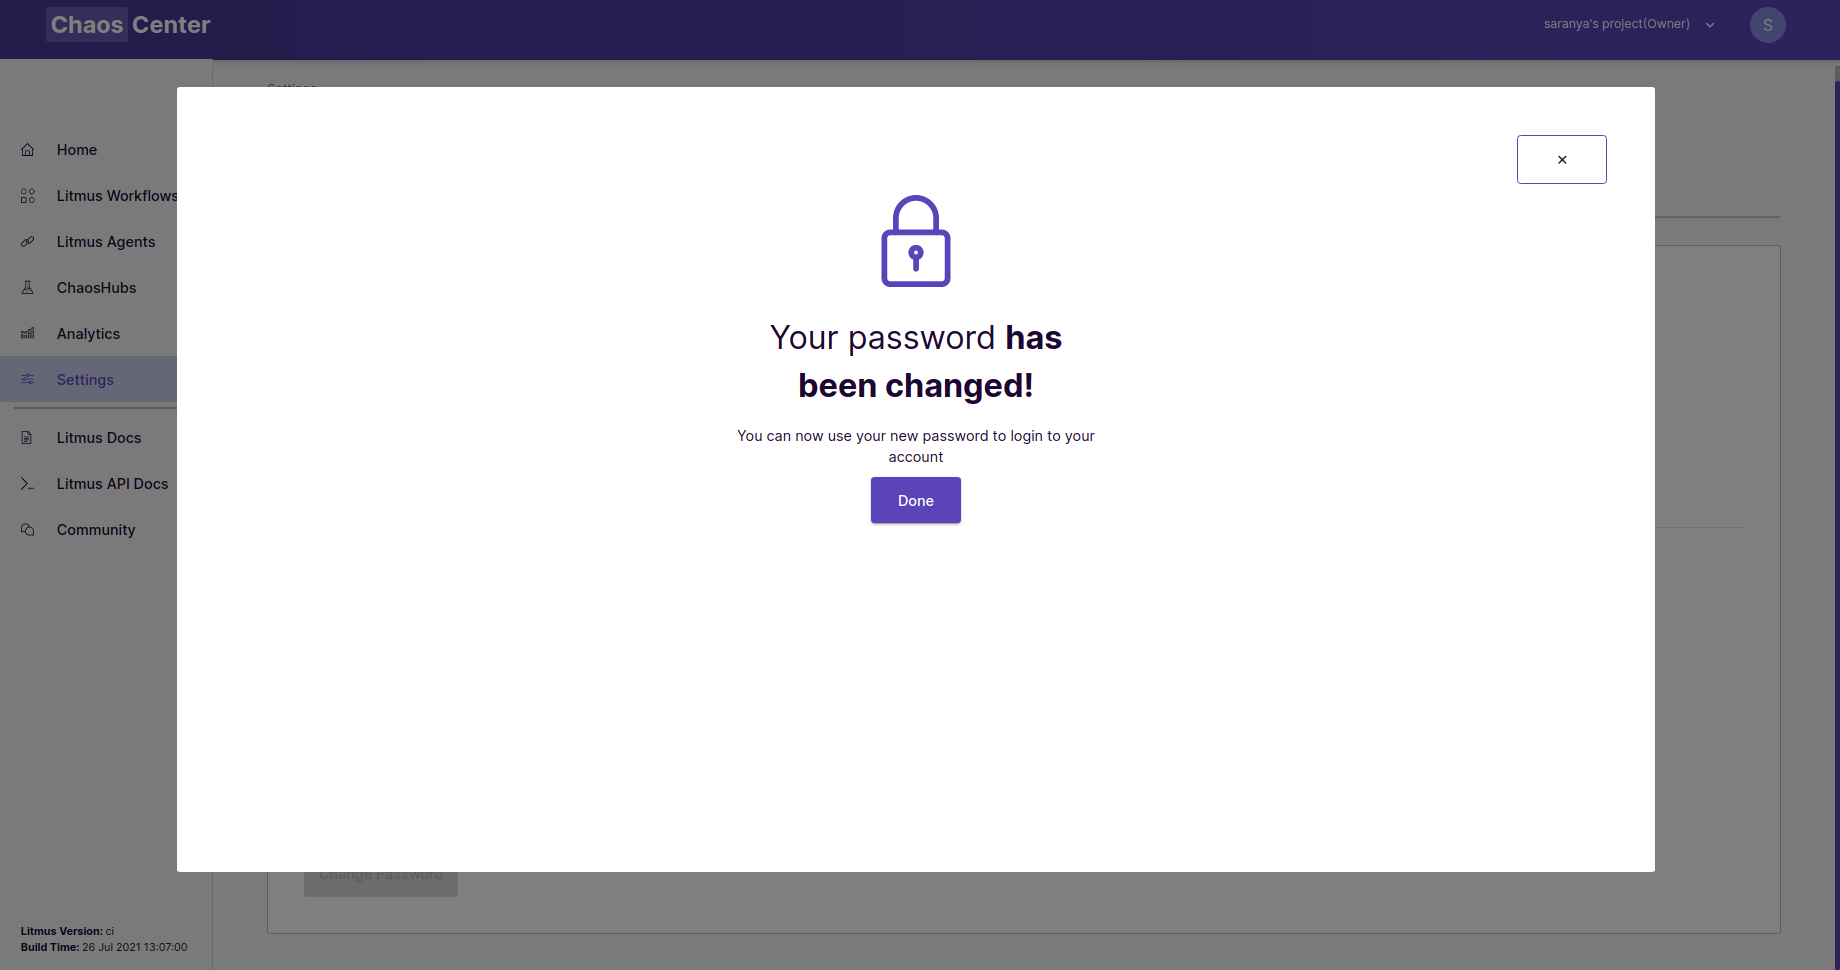 Chaos Center
saranya's project(Owner)
S
Settings
Home
Litmus Workflows
Litmus Agents
ChaosHubs
Analytics
Settings
Litmus Docs
Litmus API Docs
Community
×
Your password has
been changed!
You can now use your new password to login to your
account
Done
Change Password
Litmus Version: ci
Build Time: 26 Jul 2021 13:07:00